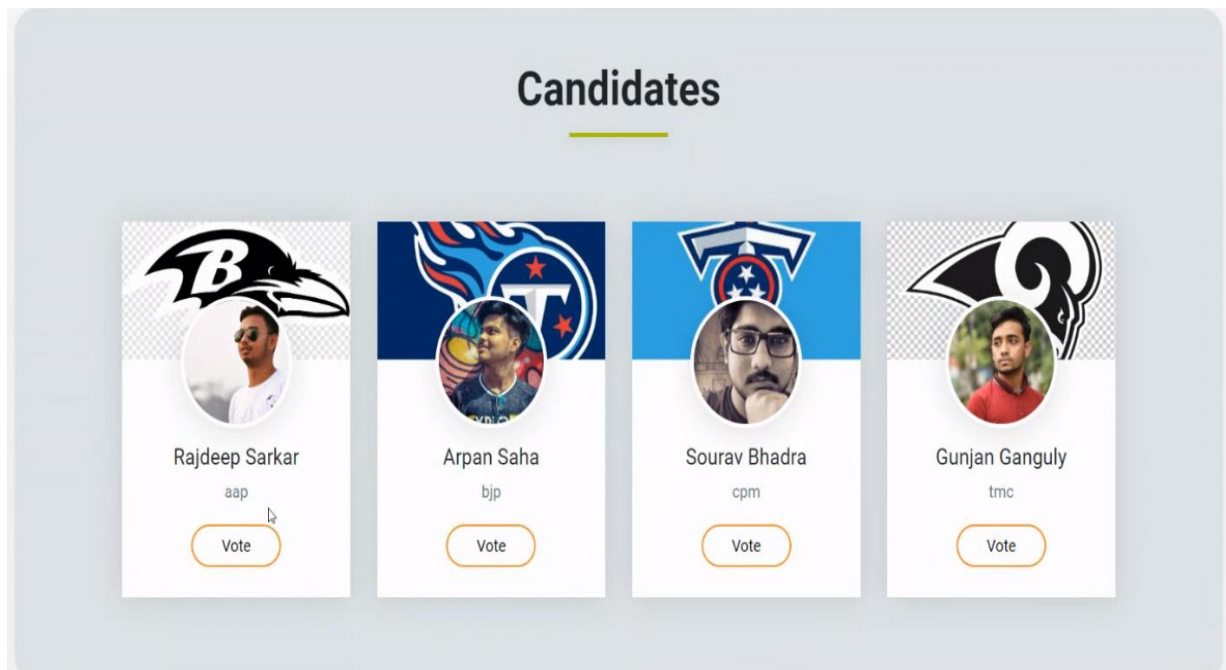 Candidates
B
T
Rajdeep Sarkar
aap
Vote
Arpan Saha
bjp
Vote
Sourav Bhadra
cpm
Vote
Gunjan Ganguly
tmc
Vote